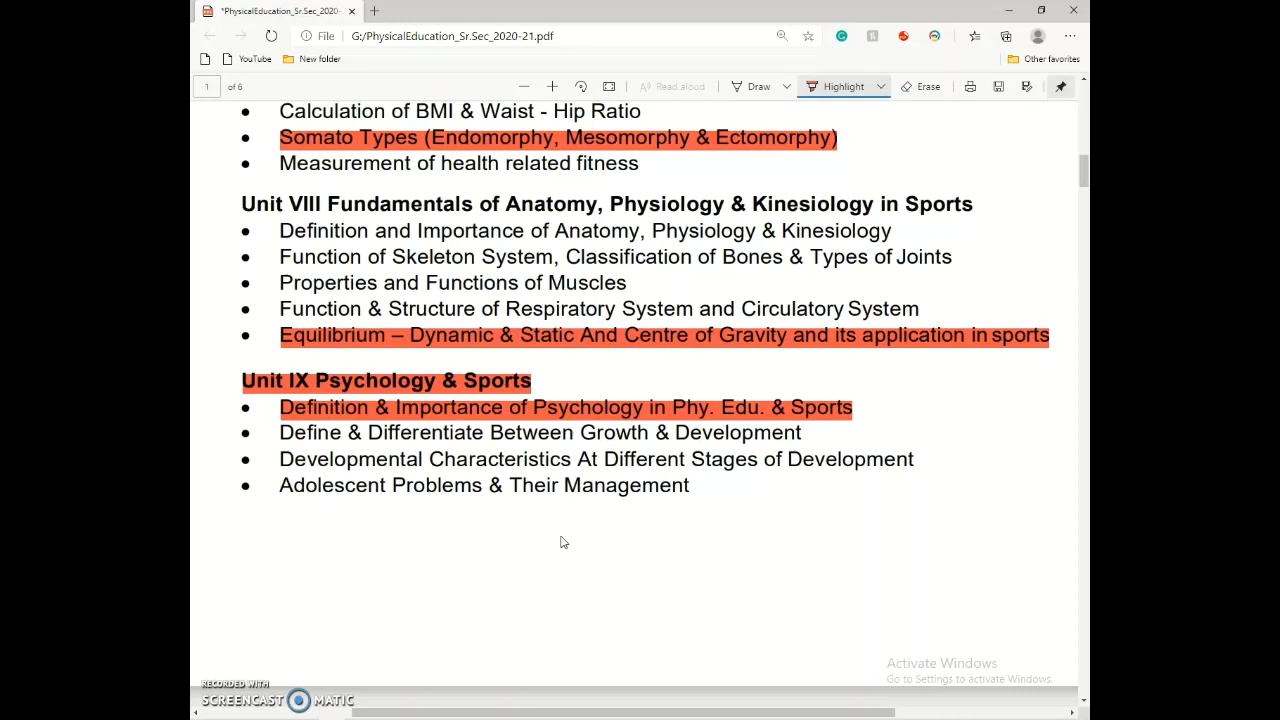 *PhysicalEducation_Sr.Sec_2020-
File G:/PhysicalEducation_Sr.Sec_2020-21.pdf
YouTube New folder Other favorites
1 of 6 Read aloud Draw Highlight Erase
• Calculation of BMI & Waist - Hip Ratio
• Somato Types (Endomorphy, Mesomorphy & Ectomorphy)
• Measurement of health related fitness
Unit VIII Fundamentals of Anatomy, Physiology & Kinesiology in Sports
• Definition and Importance of Anatomy, Physiology & Kinesiology
• Function of Skeleton System, Classification of Bones & Types of Joints
• Properties and Functions of Muscles
• Function & Structure of Respiratory System and Circulatory System
• Equilibrium – Dynamic & Static And Centre of Gravity and its application in sports
Unit IX Psychology & Sports
• Definition & Importance of Psychology in Phy. Edu. & Sports
• Define & Differentiate Between Growth & Development
• Developmental Characteristics At Different Stages of Development
• Adolescent Problems & Their Management
Activate Windows
Go to Settings to activate Windows.
RECORDED WITH
SCREENCAST MATIC